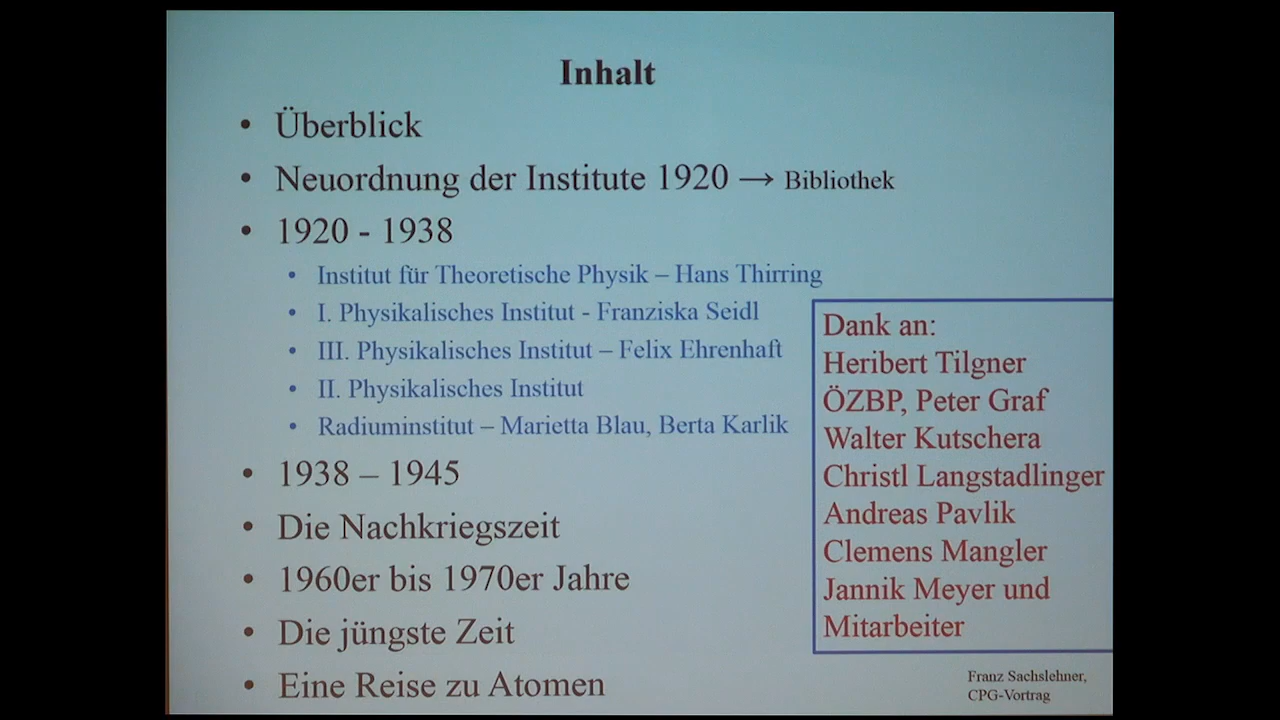 Inhalt
• Überblick
• Neuordnung der Institute 1920 → Bibliothek
• 1920 - 1938
• Institut für Theoretische Physik – Hans Thirring
• I. Physikalisches Institut - Franziska Seidl
• III. Physikalisches Institut – Felix Ehrenhaft
• II. Physikalisches Institut
• Radiuminstitut – Marietta Blau, Berta Karlik
• 1938 – 1945
• Die Nachkriegszeit
• 1960er bis 1970er Jahre
• Die jüngste Zeit
• Eine Reise zu Atomen
Dank an:
Heribert Tilgner
ÖZBP, Peter Graf
Walter Kutschera
Christl Langstadlinger
Andreas Pavlik
Clemens Mangler
Jannik Meyer und
Mitarbeiter
Franz Sachslehner,
CPG-Vortrag